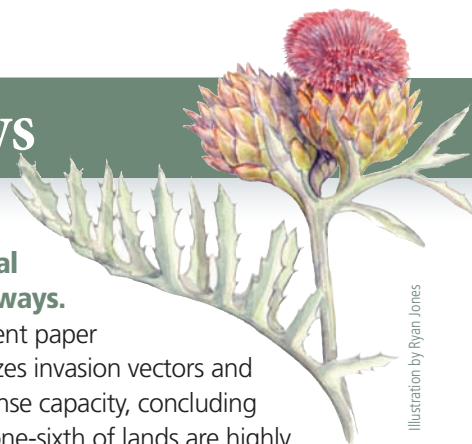 ws
al
ways.
ent paper
zes invasion vectors and
nse capacity, concluding
one-sixth of lands are highly
Illustration by Ryan Jones